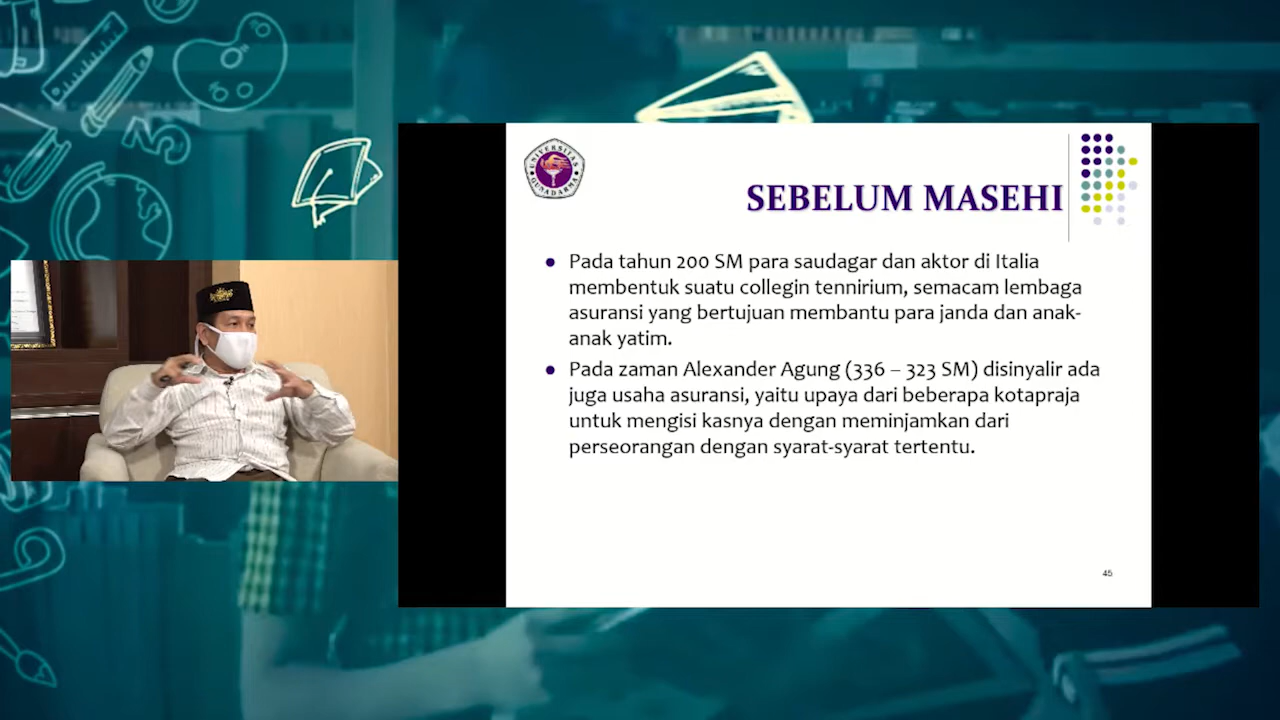 UNIVERSITAS
GUNADARMA
SEBELUM MASEHI
• Pada tahun 200 SM para saudagar dan aktor di Italia
membentuk suatu collegin tennirium, semacam lembaga
asuransi yang bertujuan membantu para janda dan anak-
anak yatim.
• Pada zaman Alexander Agung (336 – 323 SM) disinyalir ada
juga usaha asuransi, yaitu upaya dari beberapa kotapraja
untuk mengisi kasnya dengan meminjamkan dari
perseorangan dengan syarat-syarat tertentu.
45